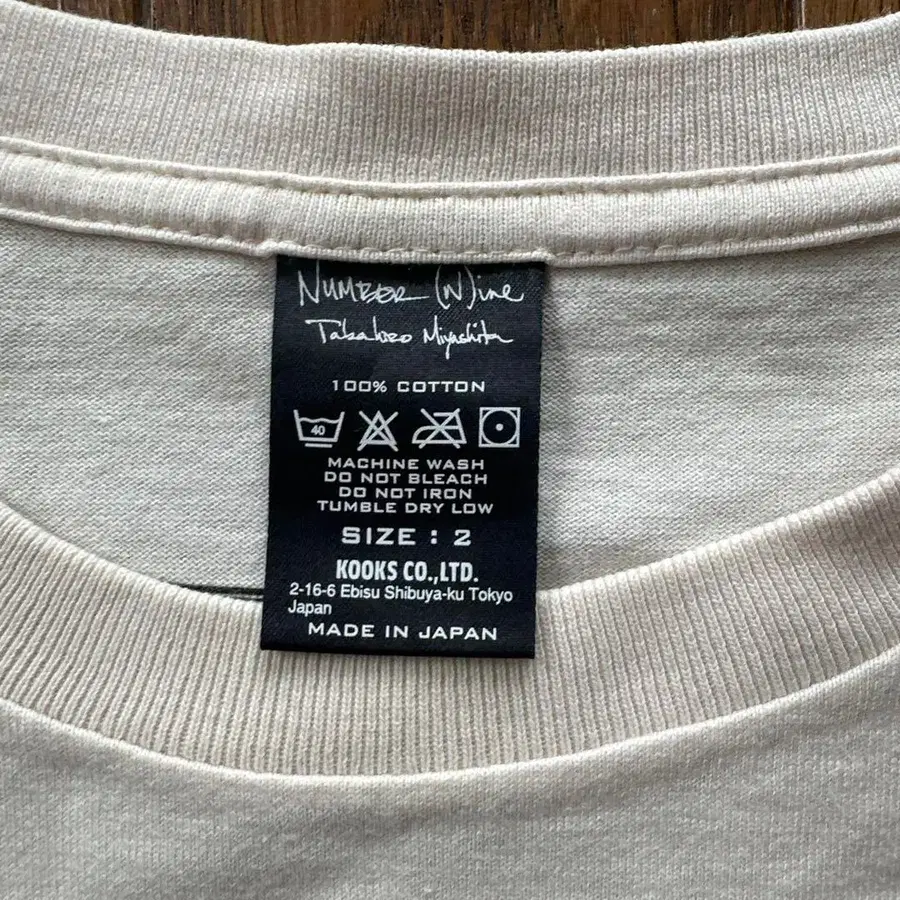 NUMBER (N)ine
Takahiro Miyashita
100% COTTON
40
MACHINE WASH
DO NOT BLEACH
DO NOT IRON
TUMBLE DRY LOW
SIZE : 2
KOOKS CO.,LTD.
2-16-6 Ebisu Shibuya-ku Tokyo
Japan
MADE IN JAPAN